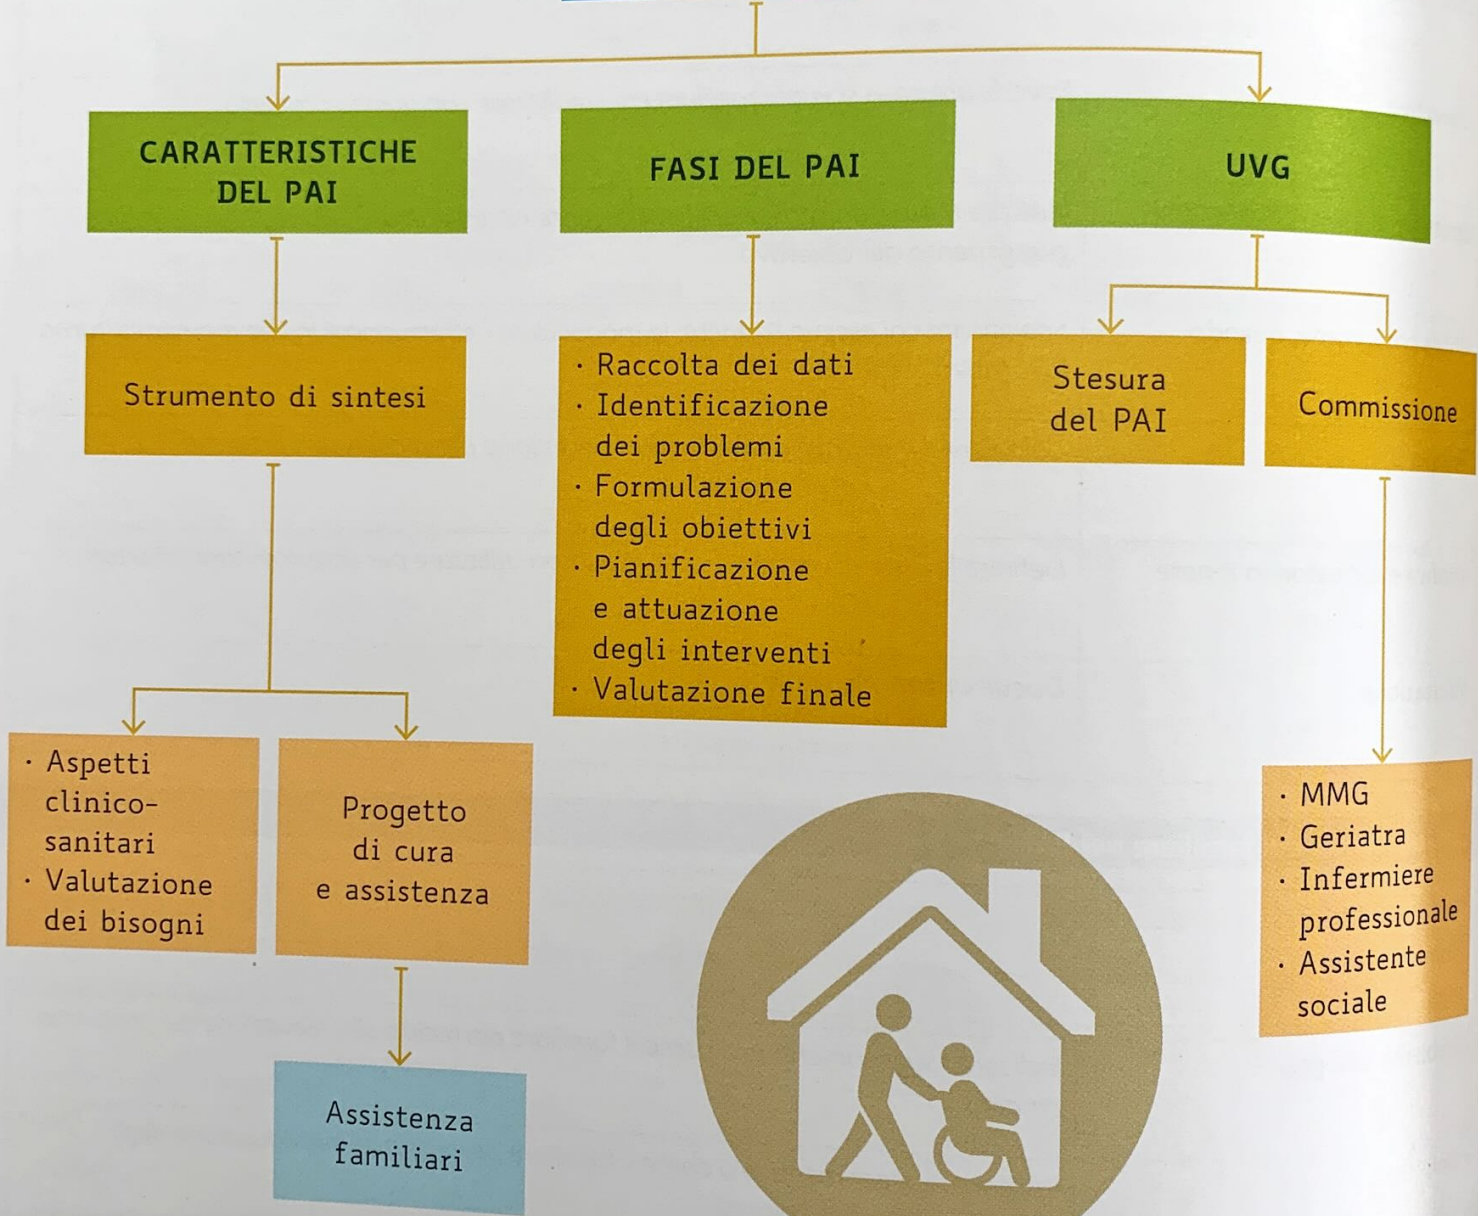 CARATTERISTICHE
DEL PAI
FASI DEL PAI
UVG
Strumento di sintesi
· Raccolta dei dati
· Identificazione
dei problemi
· Formulazione
degli obiettivi
· Pianificazione
e attuazione
degli interventi
· Valutazione finale
Stesura
del PAI
Commissione
· Aspetti
clinico-
sanitari
· Valutazione
dei bisogni
Progetto
di cura
e assistenza
· MMG
· Geriatra
· Infermiere
professionale
· Assistente
sociale
Assistenza
familiari